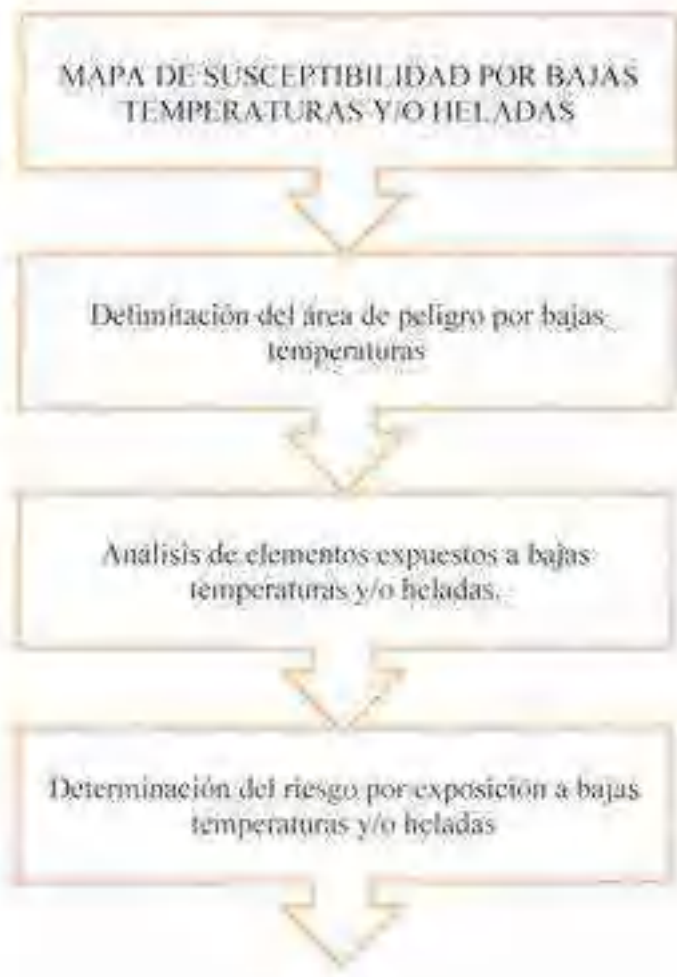 MAPA DE SUSCEPTIBILIDAD POR BAJAS
TEMPERATURAS Y/O HELADAS
Delimitación del área de peligro por bajas
temperaturas
Análisis de elementos expuestos a bajas
temperaturas y/o heladas.
Determinación del riesgo por exposición a bajas
temperaturas y/o heladas